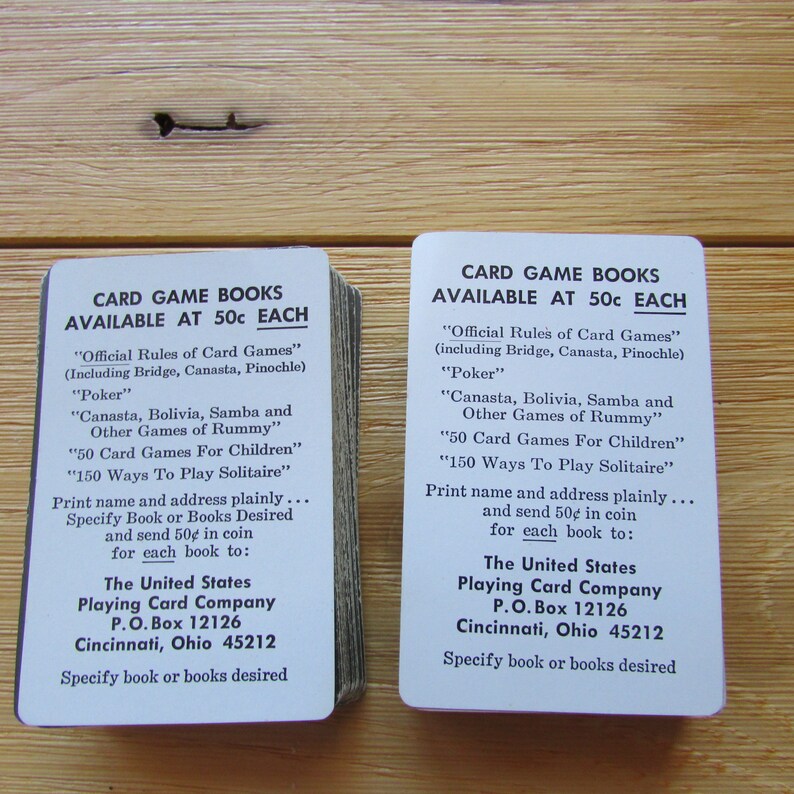 CARD GAME BOOKS
AVAILABLE AT 50c EACH
"Official Rules of Card Games"
(Including Bridge, Canasta, Pinochle)
"Poker"
"Canasta, Bolivia, Samba and
Other Games of Rummy"
"50 Card Games For Children"
"150 Ways To Play Solitaire"
Print name and address plainly...
Specify Book or Books Desired
and send 50¢ in coin
for each book to:
The United States
Playing Card Company
P.O. Box 12126
Cincinnati, Ohio 45212
Specify book or books desired
CARD GAME BOOKS
AVAILABLE AT 50c EACH
"Official Rules of Card Games"
(including Bridge, Canasta, Pinochle)
"Poker"
"Canasta, Bolivia, Samba and
Other Games of Rummy"
"50 Card Games For Children"
"150 Ways To Play Solitaire"
Print name and address plainly...
and send 50¢ in coin
for each book to:
The United States
Playing Card Company
P.O. Box 12126
Cincinnati, Ohio 45212
Specify book or books desired